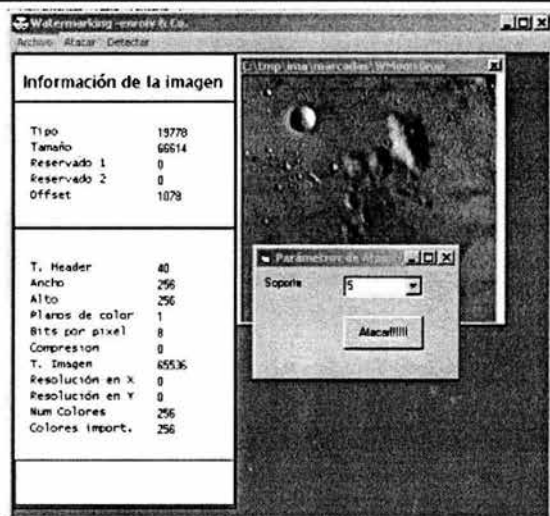 Watermarking -enroiv & Co.
Archivo Atacar Detectar
Información de la imagen
Tipo 19778
Tamaño 66614
Reservado 1 0
Reservado 2 0
Offset 1078
T. Header 40
Ancho 256
Alto 256
Planos de color 1
Bits por pixel 8
Compresion 0
T. Imagen 65536
Resolución en X 0
Resolución en Y 0
Num Colores 256
Colores import. 256
Parámetros de
Soporte 5
Atacar!!!!!